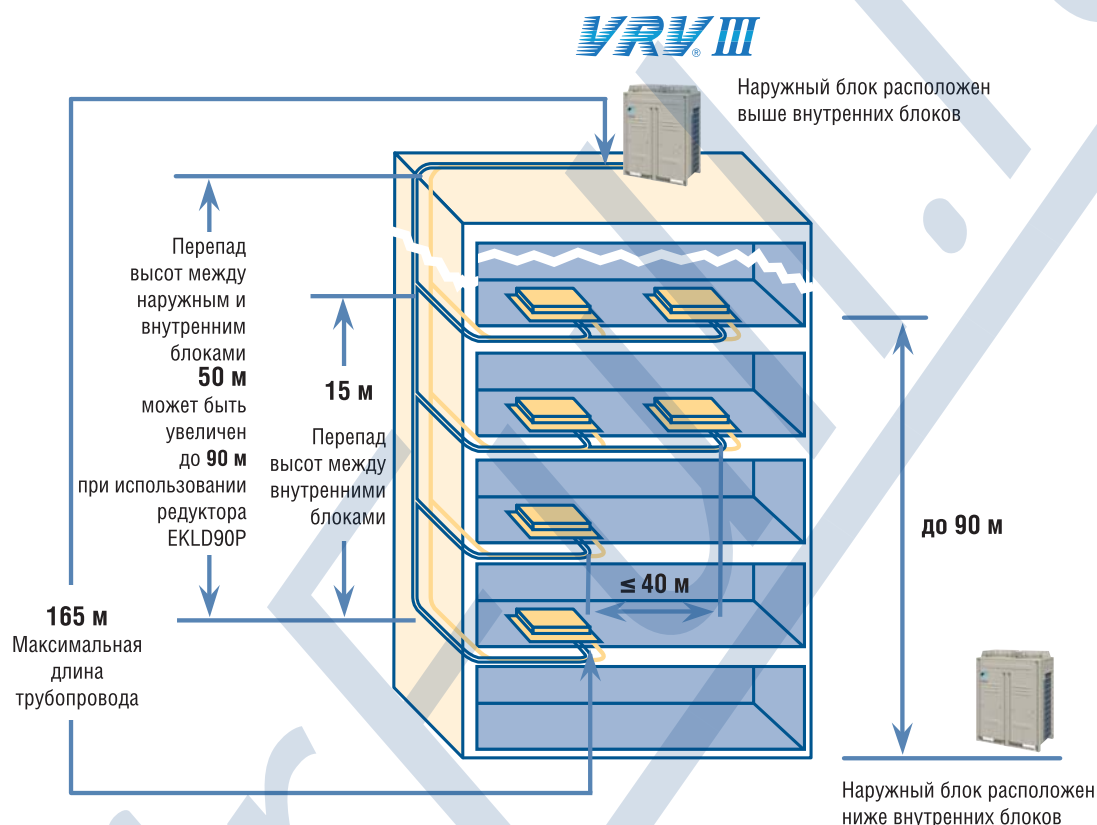 VRV® III
Наружный блок расположен
выше внутренних блоков
Перепад
высот между
наружным и
внутренним
блоками
50 м
может быть
увеличен
до 90 м
при использовании
редуктора
EKLD90P
15 м
Перепад
высот между
внутренними
блоками
до 90 м
≤ 40 м
165 м
Максимальная
длина
трубопровода
Наружный блок расположен
ниже внутренних блоков